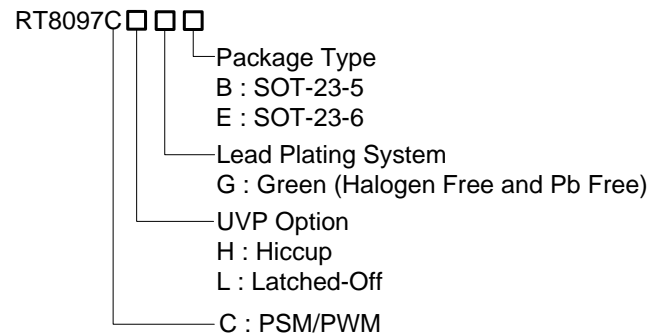 RT8097C
Package Type
B : SOT-23-5
E : SOT-23-6
Lead Plating System
G : Green (Halogen Free and Pb Free)
UVP Option
H : Hiccup
L : Latched-Off
C : PSM/PWM